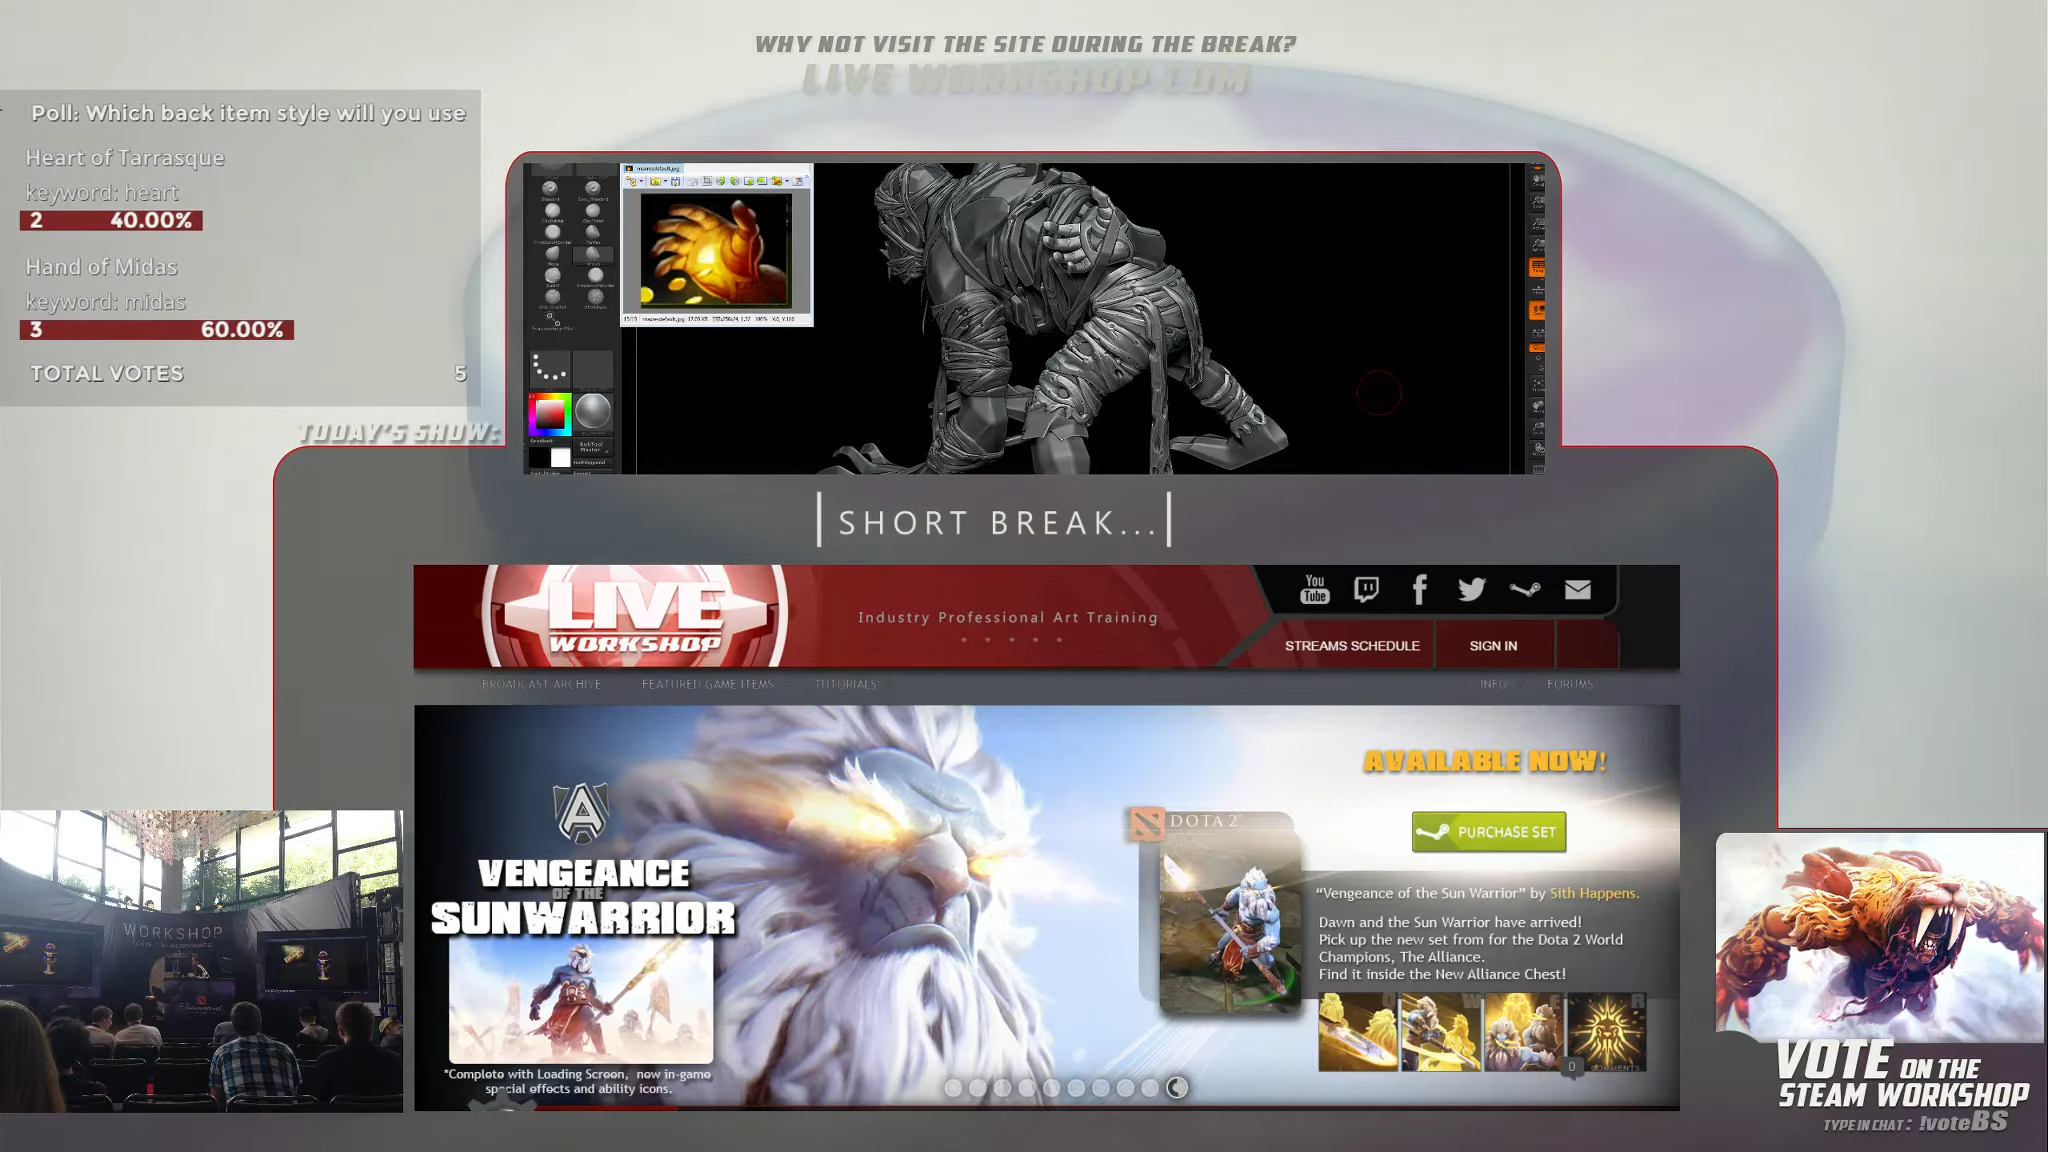 WHY NOT VISIT THE SITE DURING THE BREAK?
LIVE WORKSHOP.COM
Poll: Which back item style will you use
Heart of Tarrasque
keyword: heart
2 40.00%
Hand of Midas
keyword: midas
3 60.00%
TOTAL VOTES 5
TODAY'S SHOW:
SHORT BREAK...
LIVE
WORKSHOP
Industry Professional Art Training
You
Tube
STREAMS SCHEDULE
SIGN IN
BROADCAST ARCHIVE
FEATURED GAME ITEMS
TUTORIALS
INFO
FORUMS
AVAILABLE NOW!
PURCHASE SET
DOTA 2
VENGEANCE
OF THE
SUNWARRIOR
"Vengeance of the Sun Warrior" by Sith Happens.
Dawn and the Sun Warrior have arrived!
Pick up the new set from for the Dota 2 World
Champions, The Alliance.
Find it inside the New Alliance Chest!
*Complete with Loading Screen, new in-game
special effects and ability icons.
Q W E R
0 COMMENTS
WORKSHOP
VOTE ON THE
STEAM WORKSHOP
TYPE IN CHAT : !voteBS